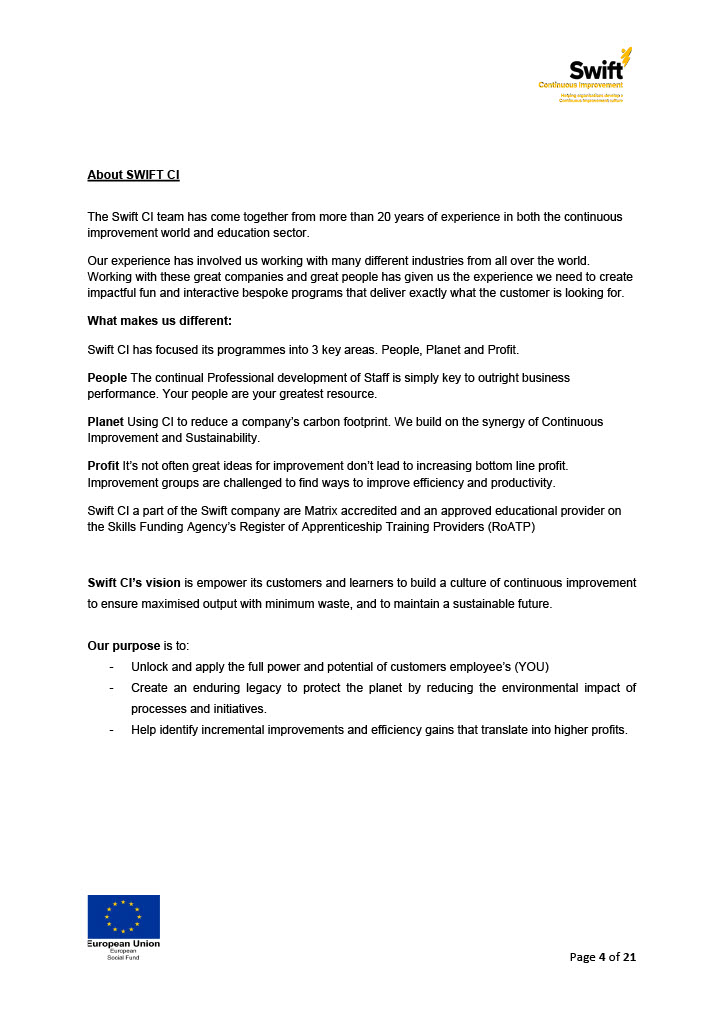 Swift
Continuous Improvement
Helping organisations develop a
Continuous Improvement culture
About SWIFT CI
The Swift CI team has come together from more than 20 years of experience in both the continuous
improvement world and education sector.
Our experience has involved us working with many different industries from all over the world.
Working with these great companies and great people has given us the experience we need to create
impactful fun and interactive bespoke programs that deliver exactly what the customer is looking for.
What makes us different:
Swift CI has focused its programmes into 3 key areas. People, Planet and Profit.
People The continual Professional development of Staff is simply key to outright business
performance. Your people are your greatest resource.
Planet Using CI to reduce a company’s carbon footprint. We build on the synergy of Continuous
Improvement and Sustainability.
Profit It’s not often great ideas for improvement don’t lead to increasing bottom line profit.
Improvement groups are challenged to find ways to improve efficiency and productivity.
Swift CI a part of the Swift company are Matrix accredited and an approved educational provider on
the Skills Funding Agency’s Register of Apprenticeship Training Providers (RoATP)
Swift CI’s vision is empower its customers and learners to build a culture of continuous improvement
to ensure maximised output with minimum waste, and to maintain a sustainable future.
Our purpose is to:
- Unlock and apply the full power and potential of customers employee’s (YOU)
- Create an enduring legacy to protect the planet by reducing the environmental impact of
processes and initiatives.
- Help identify incremental improvements and efficiency gains that translate into higher profits.
European Union
European
Social Fund
Page 4 of 21